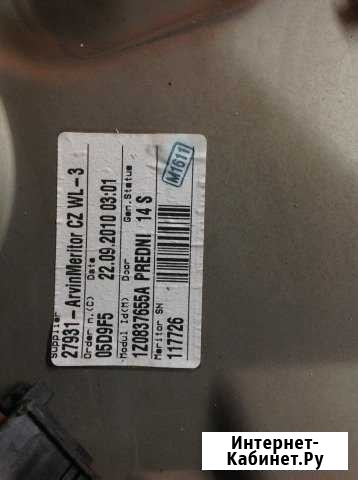 Supplier
27931-ArvinMeritor CZ WL-3
Order n.(C) Date
05D9F5 22.09.2010 03:01
Modul Id(M) Door Gen.Status
1Z0837655A PREDNI 14 S
Meritor SN
117726
M1611
Интернет-
Кабинет.Ру